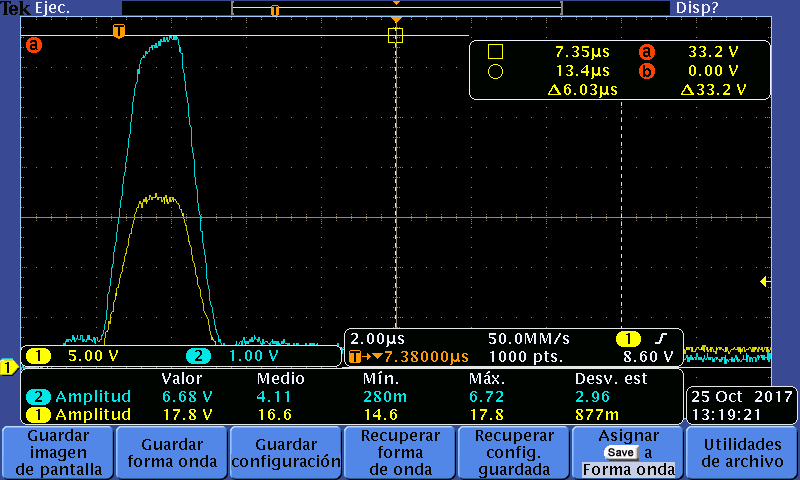 Tek Ejec. Disp?
T
T
a
7.35µs a 33.2 V
13.4µs b 0.00 V
Δ6.03µs Δ33.2 V
1 5.00 V 2 1.00 V
2.00µs 50.0MM/s 1
T→▼7.38000µs 1000 pts. 8.60 V
1
Valor Medio Mín. Máx. Desv. est
2 Amplitud 6.68 V 4.11 280m 6.72 2.96
1 Amplitud 17.8 V 16.6 14.6 17.8 877m
25 Oct 2017
13:19:21
Guardar imagen de pantalla
Guardar forma onda
Guardar configuración
Recuperar forma de onda
Recuperar config. guardada
Asignar Save a Forma onda
Utilidades de archivo